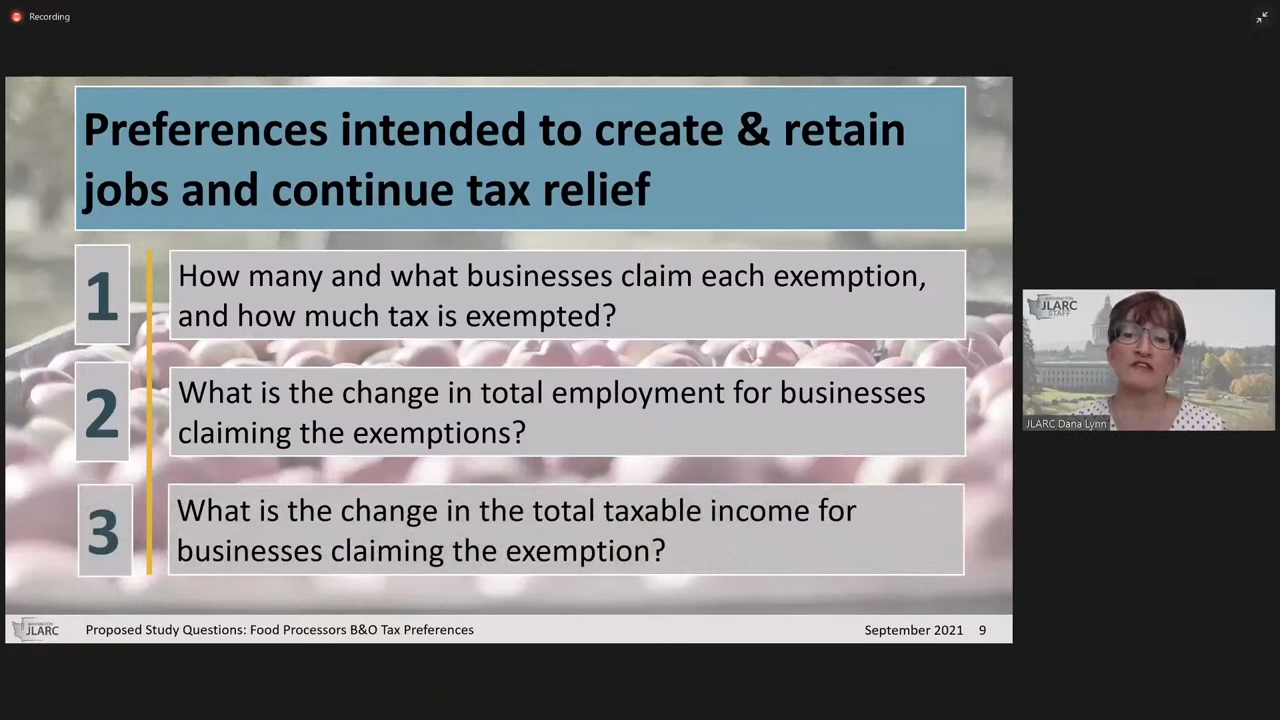 Recording
Preferences intended to create & retain
jobs and continue tax relief
1
How many and what businesses claim each exemption,
and how much tax is exempted?
2
What is the change in total employment for businesses
claiming the exemptions?
3
What is the change in the total taxable income for
businesses claiming the exemption?
WASHINGTON
JLARC
STAFF
JLARC Dana Lynn
WASHINGTON
JLARC
Proposed Study Questions: Food Processors B&O Tax Preferences
September 2021 9